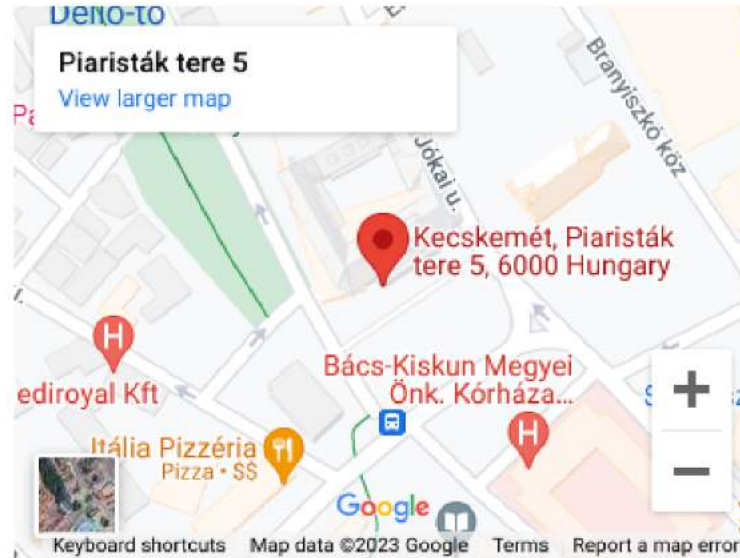 Piaristák tere 5
View larger map
Jókai u.
Branyiszkó köz
Kecskemét, Piaristák
tere 5, 6000 Hungary
H
ediroyal Kft
Bács-Kiskun Megyei
Önk. Kórháza...
H
Itália Pizzéria
Pizza • $$
+
−
Google
Keyboard shortcuts Map data ©2023 Google Terms Report a map error